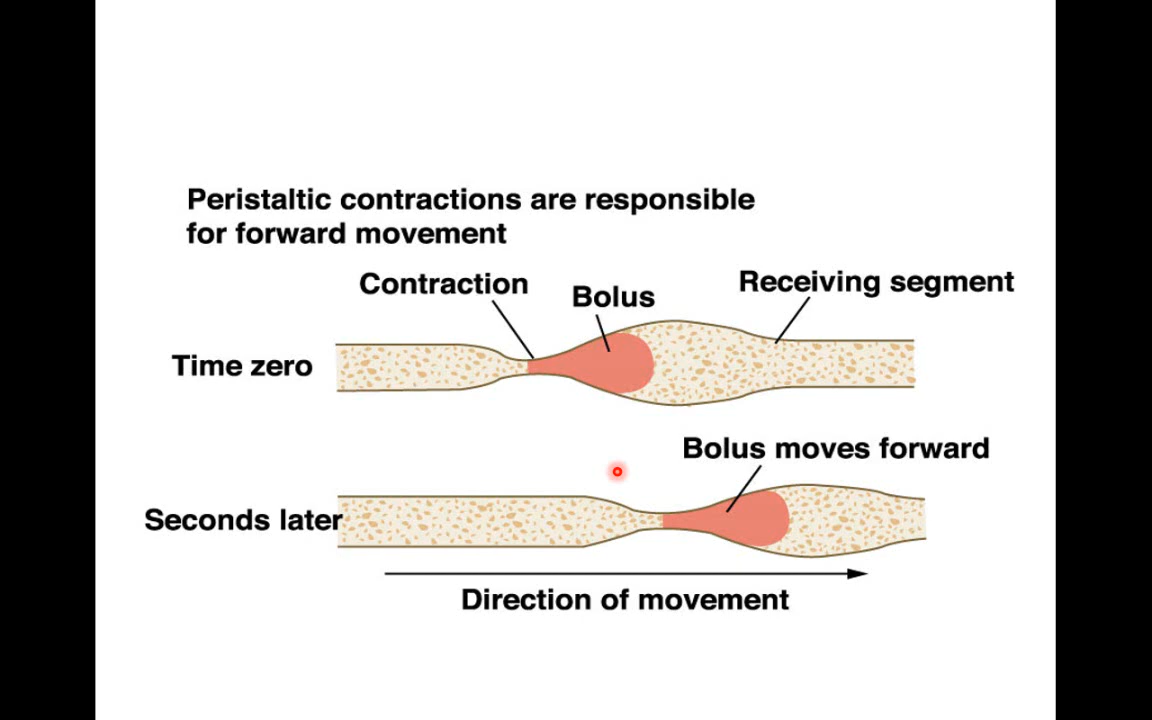 Peristaltic contractions are responsible
for forward movement
Contraction
Bolus
Receiving segment
Time zero
Bolus moves forward
Seconds later
Direction of movement